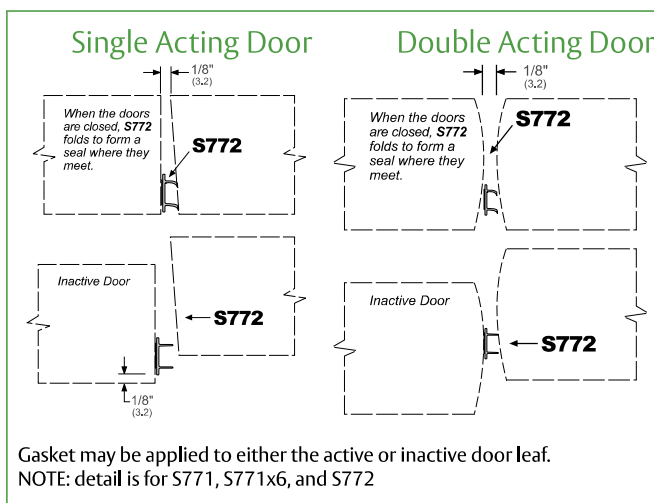 Single Acting Door
1/8"
(3.2)
When the doors
are closed, S772
folds to form a
seal where they
meet.
S772
Inactive Door
S772
1/8"
(3.2)
Double Acting Door
1/8"
(3.2)
When the doors
are closed, S772
folds to form a
seal where they
meet.
S772
Inactive Door
S772
Gasket may be applied to either the active or inactive door leaf.
NOTE: detail is for S771, S771x6, and S772